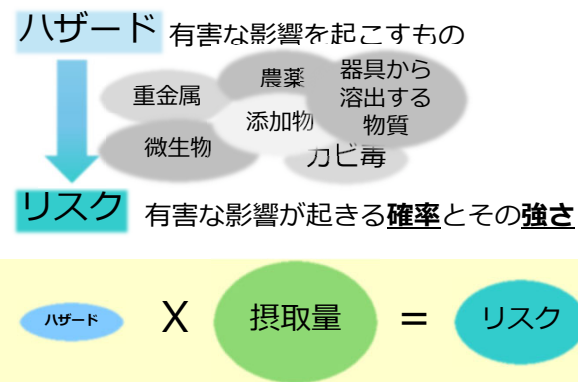 ハザード 有害な影響を起こすもの
重金属
農薬
器具から
溶出する
物質
添加物
微生物
カビ毒
リスク 有害な影響が起きる確率とその強さ
ハザード X 摂取量 = リスク